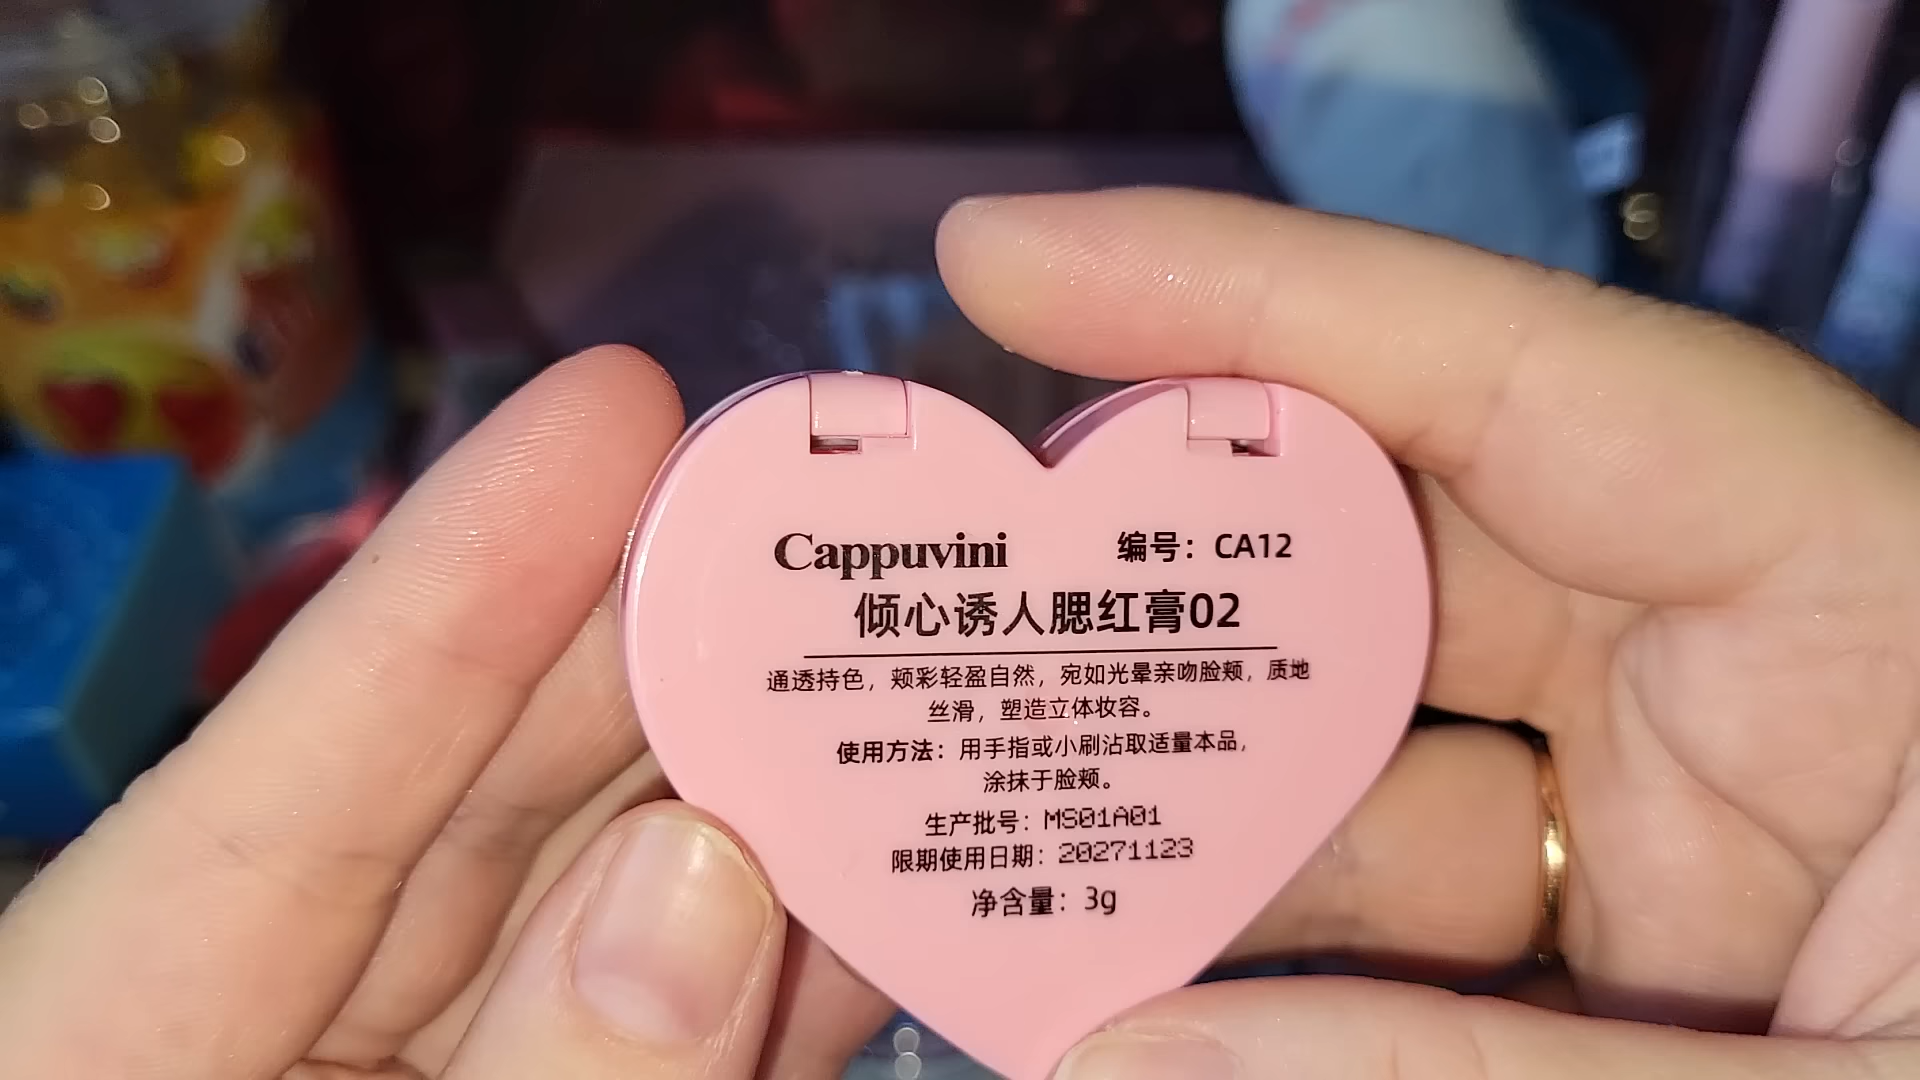 Cappuvini 编号：CA12
倾心诱人腮红膏02
通透持色，颊彩轻盈自然，宛如光晕亲吻脸颊，质地
丝滑，塑造立体妆容。
使用方法：用手指或小刷沾取适量本品，
涂抹于脸颊。
生产批号：MS01A01
限期使用日期：20271123
净含量：3g